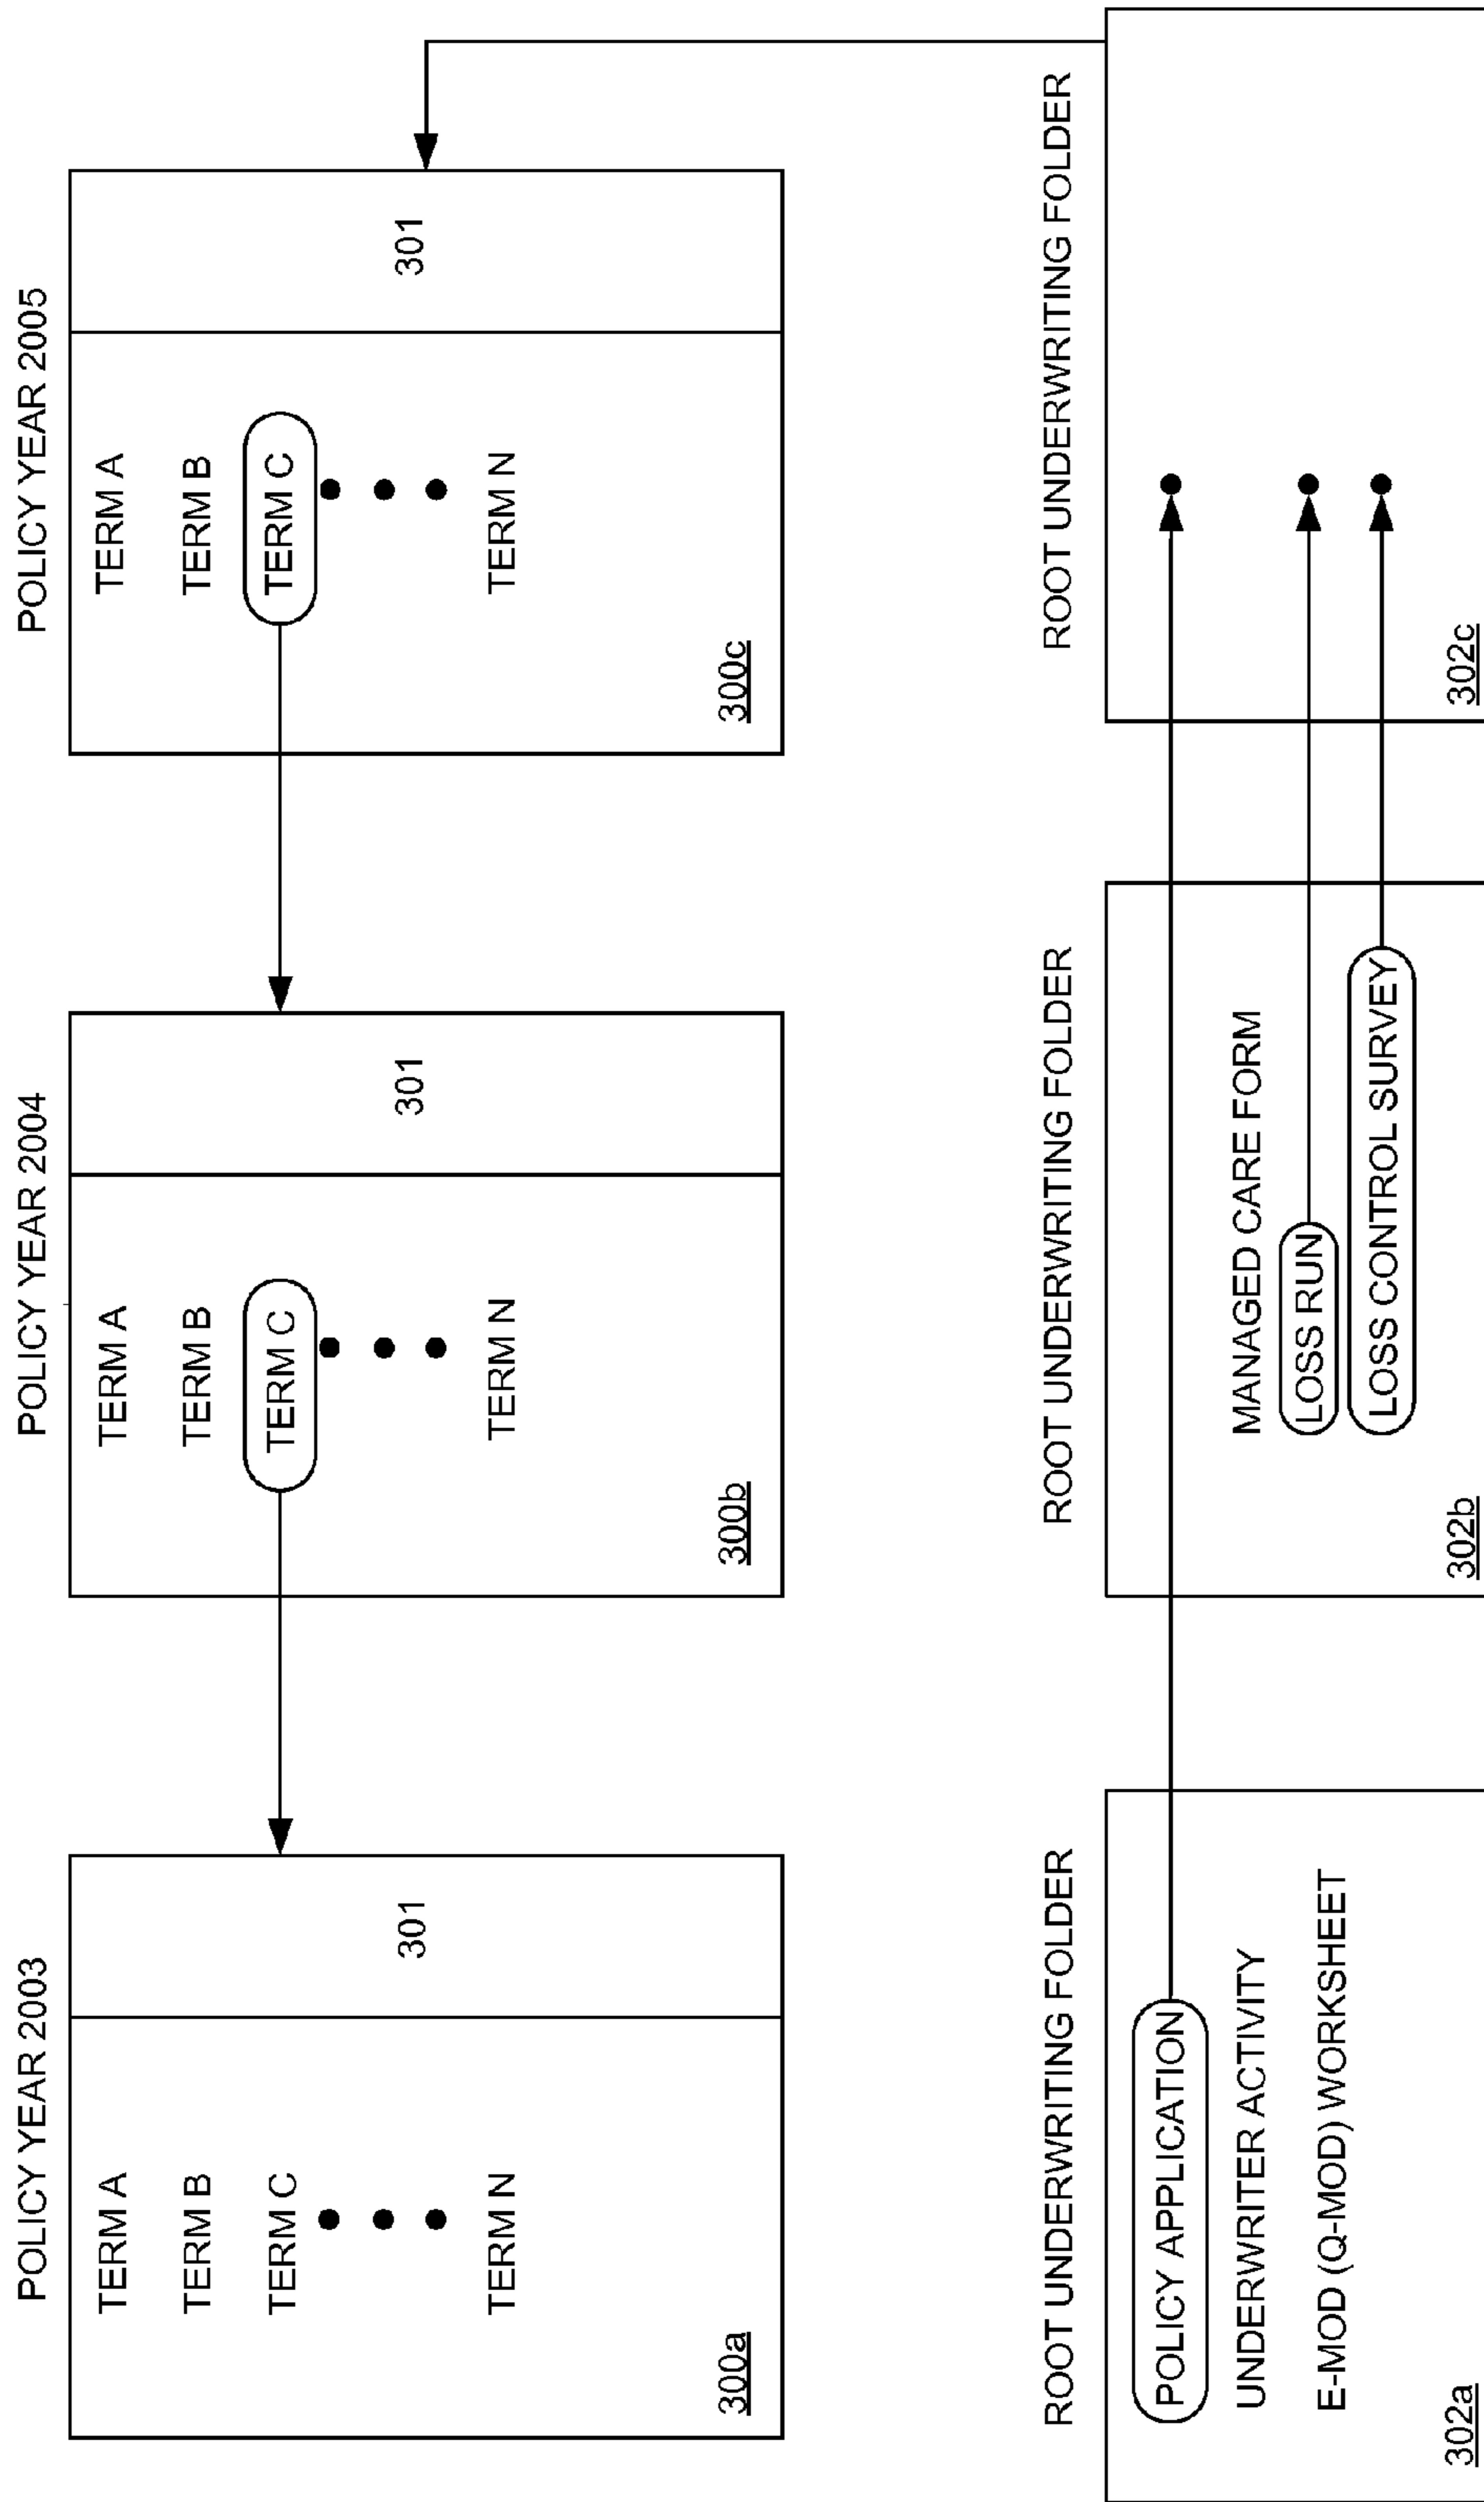 POLICY YEAR 2003
TERM A
TERM B
TERM C
TERM N
300a
301
POLICY YEAR 2004
TERM A
TERM B
TERM C
TERM N
300b
301
POLICY YEAR 2005
TERM A
TERM B
TERM C
TERM N
300c
301
ROOT UNDERWRITING FOLDER
POLICY APPLICATION
UNDERWRITER ACTIVITY
E-MOD (Q-MOD) WORKSHEET
302a
ROOT UNDERWRITING FOLDER
MANAGED CARE FORM
LOSS RUN
LOSS CONTROL SURVEY
302b
ROOT UNDERWRITING FOLDER
302c